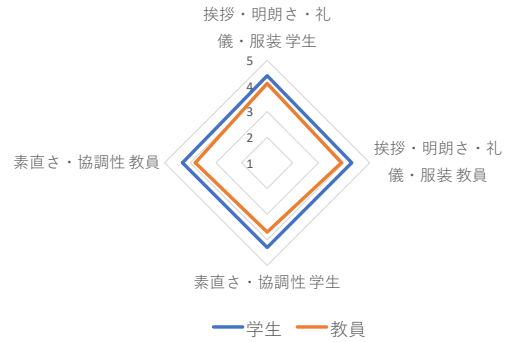 挨拶・明朗さ・礼
儀・服装 学生
5
4
3
2
1
挨拶・明朗さ・礼
儀・服装 教員
素直さ・協調性 教員
素直さ・協調性 学生
学生
教員